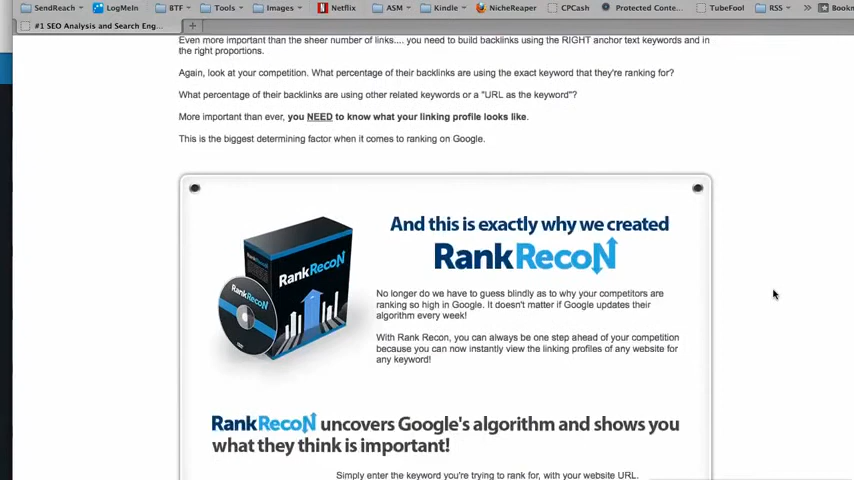 SendReach LogMeIn BTF Tools Images Netflix ASM Kindle NicheReaper CPCash Protected Conte... TubeFool RSS » Bookm
#1 SEO Analysis and Search Eng... +
Even more important than the sheer number of links.... you need to build backlinks using the RIGHT anchor text keywords and in
the right proportions.
Again, look at your competition. What percentage of their backlinks are using the exact keyword that they're ranking for?
What percentage of their backlinks are using other related keywords or a "URL as the keyword"?
More important than ever, you NEED to know what your linking profile looks like.
This is the biggest determining factor when it comes to ranking on Google.
And this is exactly why we created
RankRecoN
RankRecoN
RankRecoN
No longer do we have to guess blindly as to why your competitors are
ranking so high in Google. It doesn't matter if Google updates their
algorithm every week!
With Rank Recon, you can always be one step ahead of your competition
because you can now instantly view the linking profiles of any website for
any keyword!
RankRecoN uncovers Google's algorithm and shows you
what they think is important!
Simply enter the keyword you're trying to rank for, with your website URL.